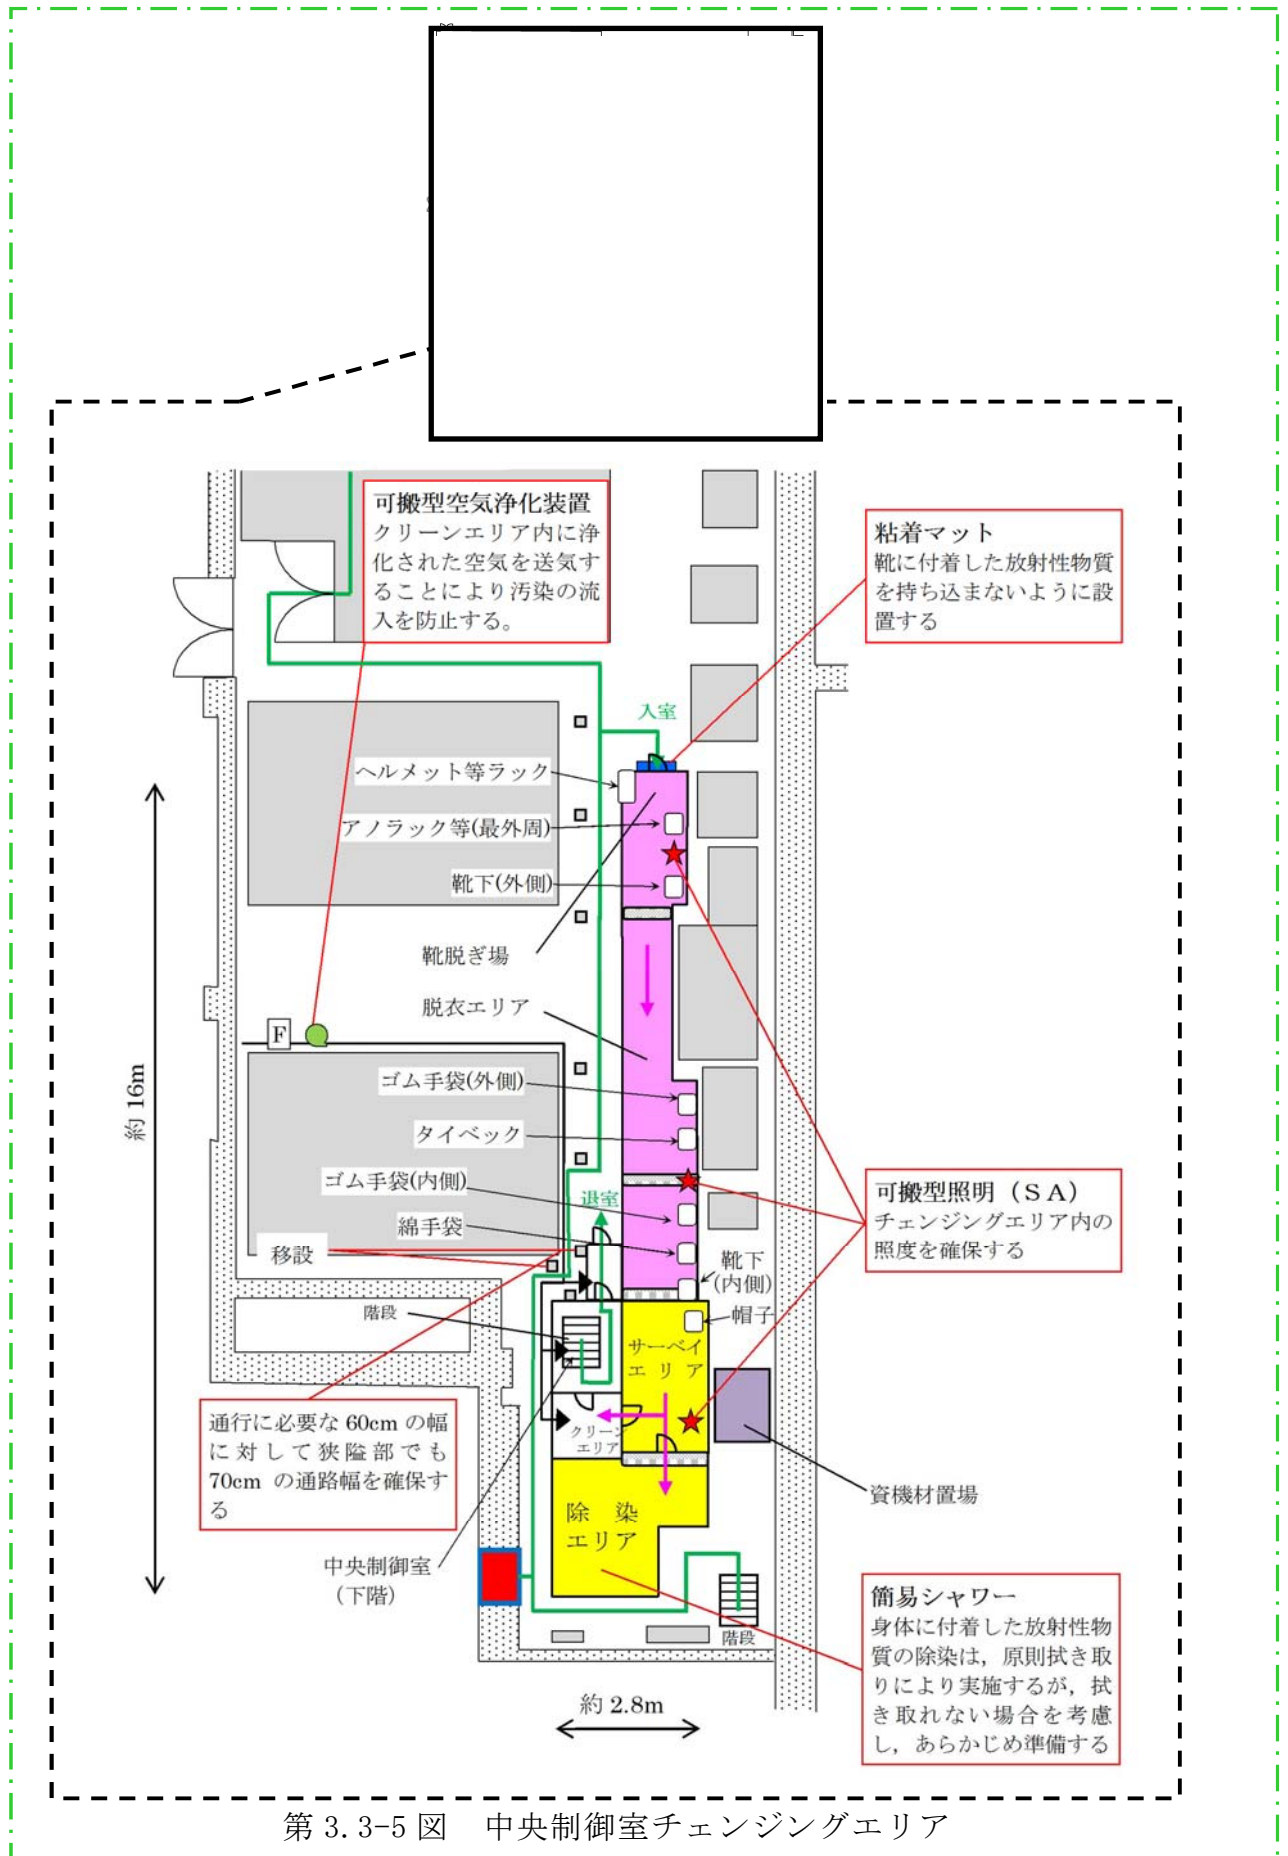 可搬型空気浄化装置
クリーンエリア内に浄
化された空気を送気す
ることにより汚染の流
入を防止する。
粘着マット
靴に付着した放射性物質
を持ち込まないように設
置する
入室
ヘルメット等ラック
アノラック等(最外周)
靴下(外側)
靴脱ぎ場
脱衣エリア
F
ゴム手袋(外側)
タイベック
ゴム手袋(内側)
退室
綿手袋
移設
約 16m
可搬型照明（ＳＡ）
チェンジングエリア内の
照度を確保する
靴下
(内側)
帽子
階段
サーベイ
エリア
クリーン
エリア
通行に必要な 60cm の幅
に対して狭隘部でも
70cm の通路幅を確保す
る
資機材置場
除 染
エリア
中央制御室
（下階）
階段
簡易シャワー
身体に付着した放射性物
質の除染は，原則拭き取
りにより実施するが，拭
き取れない場合を考慮
し，あらかじめ準備する
約 2.8m
第 3.3-5 図　中央制御室チェンジングエリア